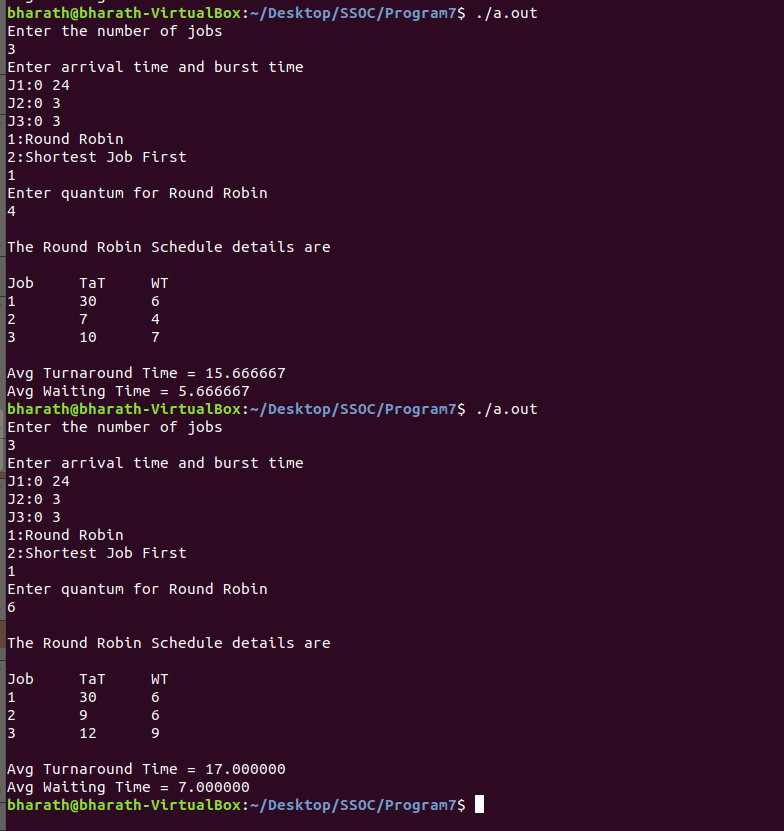 bharath@bharath-VirtualBox:~/Desktop/SSOC/Program7$ ./a.out
Enter the number of jobs
3
Enter arrival time and burst time
J1:0 24
J2:0 3
J3:0 3
1:Round Robin
2:Shortest Job First
1
Enter quantum for Round Robin
4
The Round Robin Schedule details are
Job TaT WT
1 30 6
2 7 4
3 10 7
Avg Turnaround Time = 15.666667
Avg Waiting Time = 5.666667
bharath@bharath-VirtualBox:~/Desktop/SSOC/Program7$ ./a.out
Enter the number of jobs
3
Enter arrival time and burst time
J1:0 24
J2:0 3
J3:0 3
1:Round Robin
2:Shortest Job First
1
Enter quantum for Round Robin
6
The Round Robin Schedule details are
Job TaT WT
1 30 6
2 9 6
3 12 9
Avg Turnaround Time = 17.000000
Avg Waiting Time = 7.000000
bharath@bharath-VirtualBox:~/Desktop/SSOC/Program7$